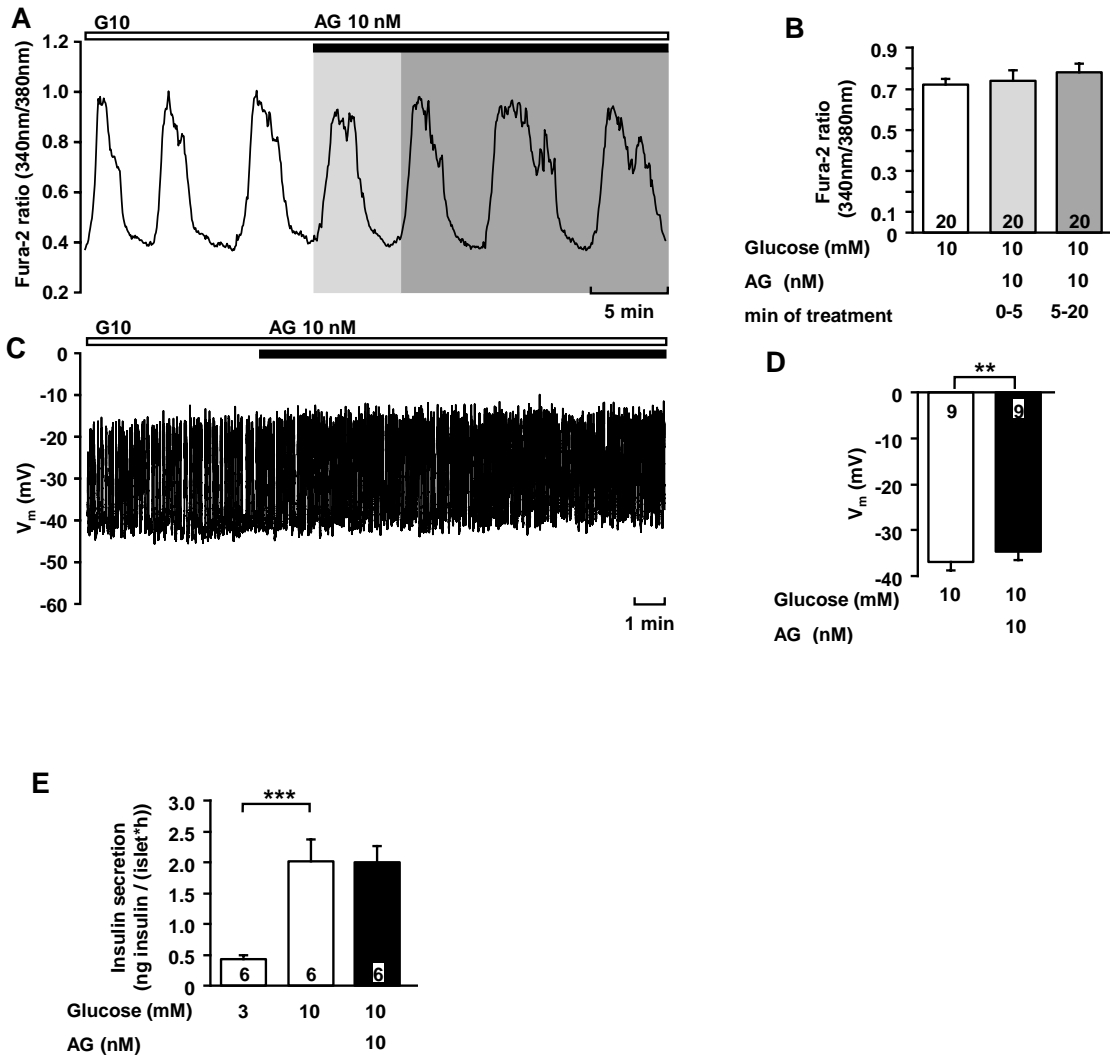 A
G10 AG 10 nM
Fura-2 ratio (340nm/380nm)
1.2
1.0
0.8
0.6
0.4
0.2
5 min
B
Fura-2 ratio
(340nm/380nm)
0.9
0.7
0.5
0.3
0.1
0
20 20 20
Glucose (mM) 10 10 10
AG (nM) 10 10
min of treatment 0-5 5-20
C
G10 AG 10 nM
Vm (mV)
0
-10
-20
-30
-40
-50
-60
1 min
D
**
Vm (mV)
0
-10
-20
-30
-40
9 9
Glucose (mM) 10 10
AG (nM) 10
E
***
Insulin secretion
(ng insulin / (islet*h))
3.0
2.5
2.0
1.5
1.0
0.5
0
6 6 6
Glucose (mM) 3 10 10
AG (nM) 10